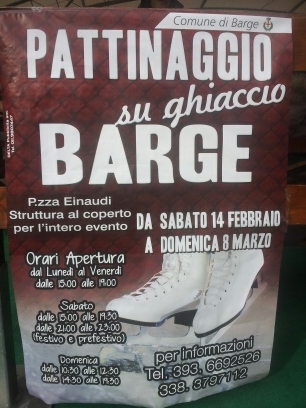 Comune di Barge
PATTINAGGIO
su ghiaccio
BARGE
P.zza Einaudi
Struttura al coperto
per l'intero evento
DA SABATO 14 FEBBRAIO
A DOMENICA 8 MARZO
Orari Apertura
dal Lunedi al Venerdi
dalle 15.00 alle 19.00
Sabato
dalle 15.00 alle 19.30
dalle 21.00 alle 23.00
(festivo e prefestivo)
Domenica
dalle 10.30 alle 12.30
dalle 14.30 alle 19.30
per Informazioni
Tel. 393. 6692526
338. 3797112